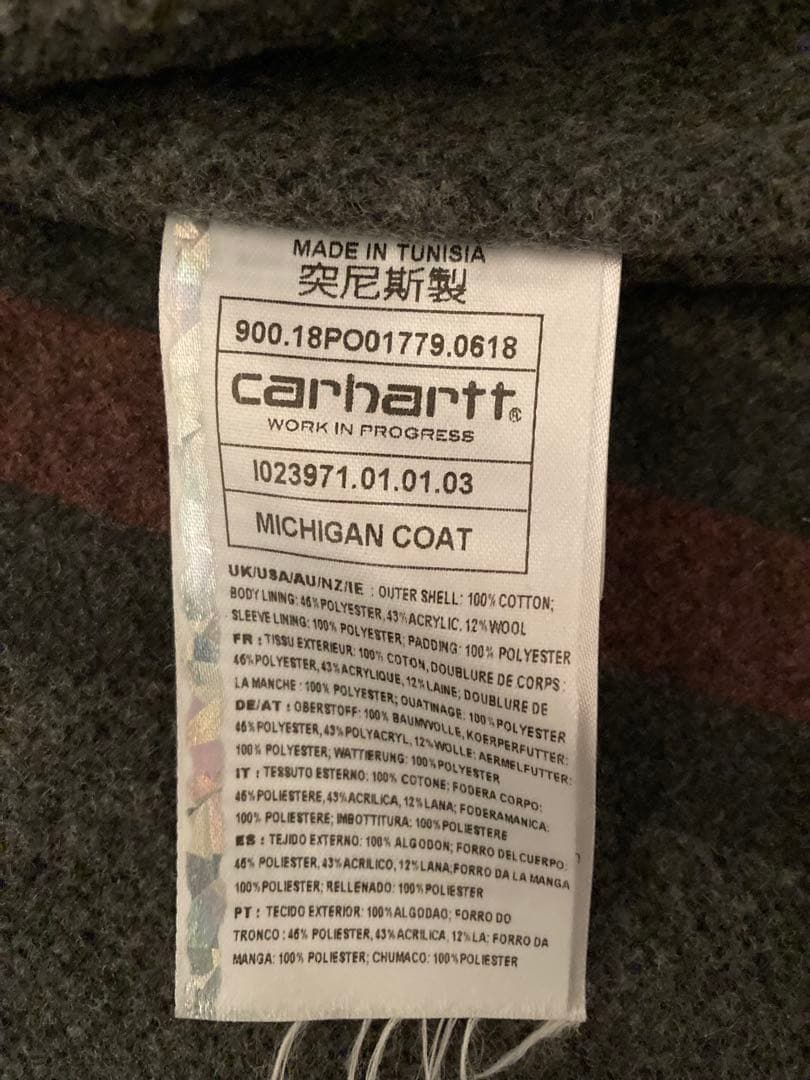 MADE IN TUNISIA
突尼斯製
900.18PO01779.0618
carhartt®
WORK IN PROGRESS
I023971.01.01.03
MICHIGAN COAT
UK/USA/AU/NZ/IE : OUTER SHELL: 100% COTTON;
BODY LINING: 46% POLYESTER, 43% ACRYLIC, 12% WOOL
SLEEVE LINING: 100% POLYESTER; PADDING: 100% POLYESTER
FR : TISSU EXTERIEUR: 100% COTON, DOUBLURE DE CORPS:
46% POLYESTER, 43% ACRYLIQUE, 12% LAINE; DOUBLURE DE
LA MANCHE : 100% POLYESTER; OUATINAGE: 100% POLYESTER
DE/AT : OBERSTOFF: 100% BAUMWOLLE, KOERPERFUTTER:
46% POLYESTER, 43% POLYACRYL, 12% WOLLE; AERMELFUTTER:
100% POLYESTER; WATTIERUNG: 100% POLYESTER
IT : TESSUTO ESTERNO: 100% COTONE; FODERA CORPO:
46% POLIESTERE, 43% ACRILICA, 12% LANA; FODERAMANICA:
100% POLIESTERE; IMBOTTITURA: 100% POLIESTERE
ES : TEJIDO EXTERNO: 100% ALGODON; FORRO DEL CUERPO:
46% POLIESTER, 43% ACRILICO, 12% LANA, FORRO DA LA MANGA
100% POLIESTER; RELLENADO: 100% POLIESTER
PT : TECIDO EXTERIOR: 100% ALGODAO; FORRO DO
TRONCO : 46% POLIESTER, 43% ACRILICA, 12% LA: FORRO DA
MANGA: 100% POLIESTER; CHUMACO: 100% POLIESTER